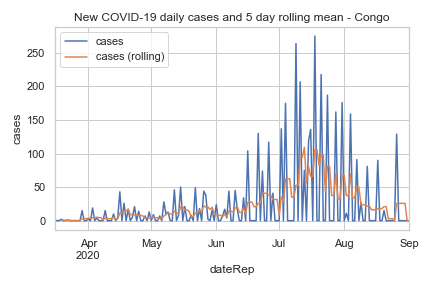 New COVID-19 daily cases and 5 day rolling mean - Congo
cases
cases (rolling)
250
200
150
100
50
0
cases
Apr
2020
May
Jun
Jul
Aug
Sep
dateRep